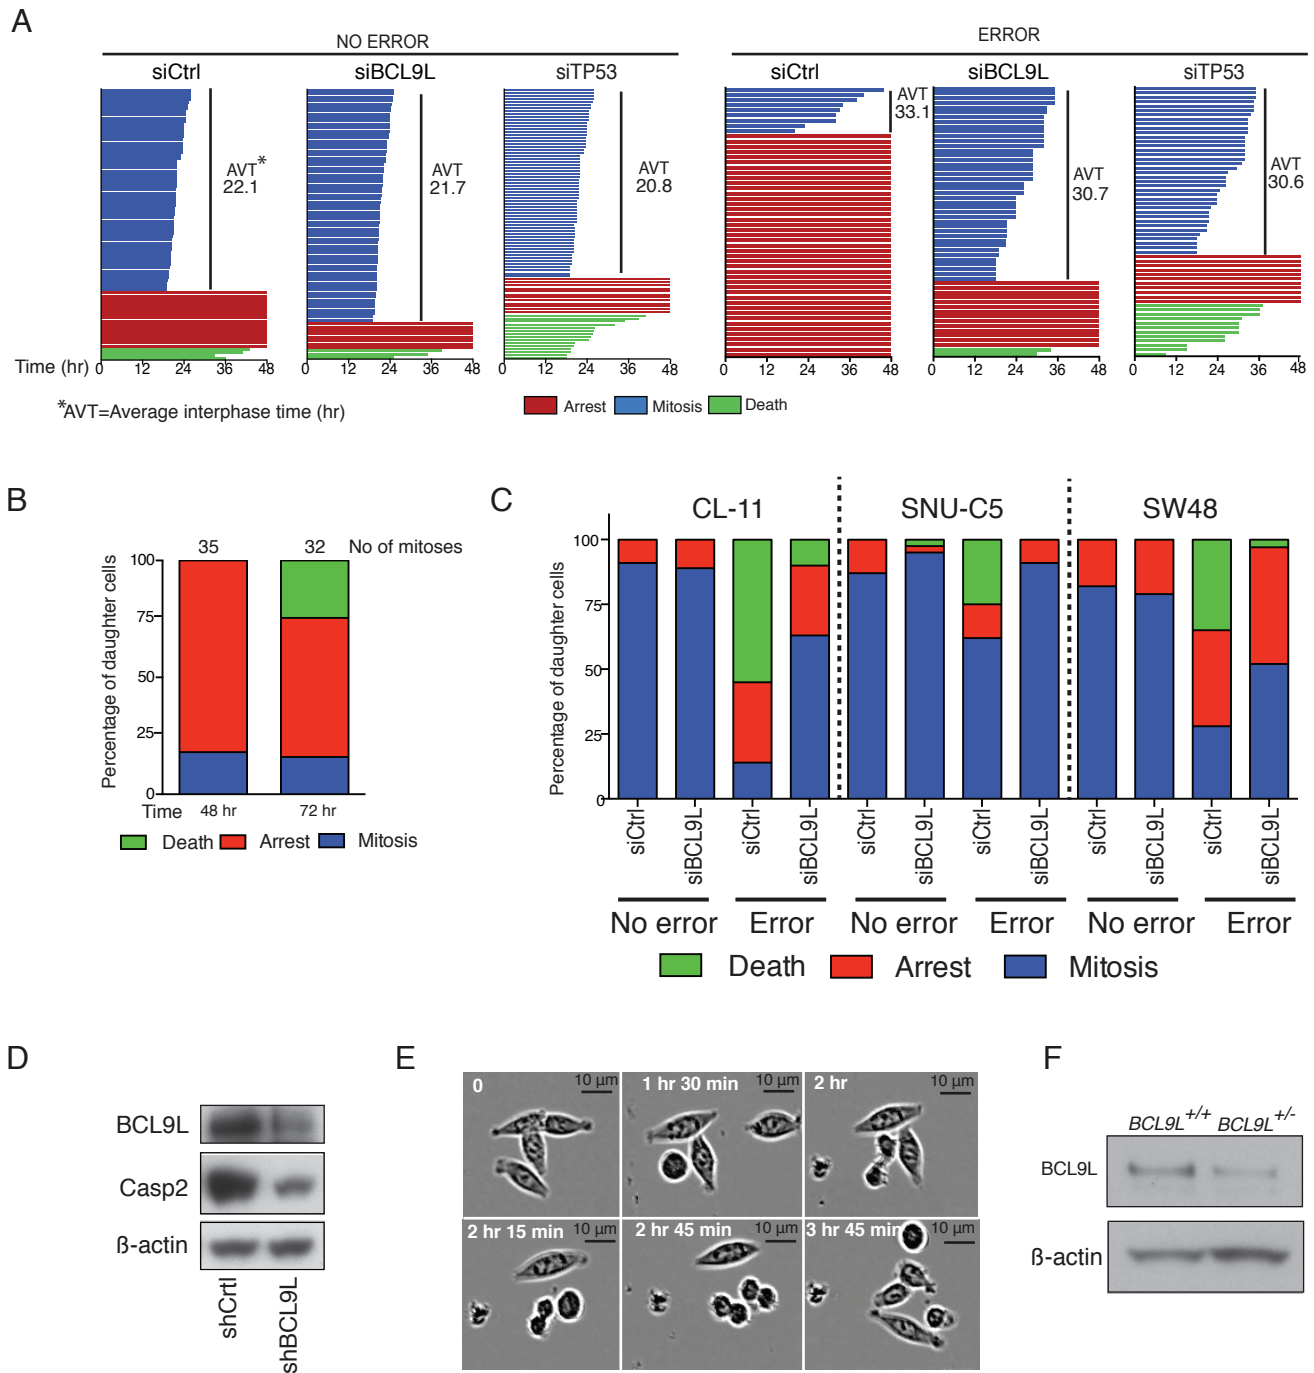 A
NO ERROR
ERROR
siCtrl
siBCL9L
siTP53
siCtrl
siBCL9L
siTP53
AVT*
22.1
AVT
21.7
AVT
20.8
AVT
33.1
AVT
30.7
AVT
30.6
Time (hr) 0 12 24 36 48
0 12 24 36 48
0 12 24 36 48
0 12 24 36 48
0 12 24 36 48
0 12 24 36 48
*AVT=Average interphase time (hr)
Arrest Mitosis Death
B
35 32 No of mitoses
Percentage of daughter cells
100
75
50
25
0
Time 48 hr 72 hr
Death Arrest Mitosis
C
CL-11 SNU-C5 SW48
Percentage of daughter cells
100
75
50
25
0
siCtrl siBCL9L siCtrl siBCL9L siCtrl siBCL9L siCtrl siBCL9L siCtrl siBCL9L siCtrl siBCL9L
No error Error No error Error No error Error
Death Arrest Mitosis
D
BCL9L
Casp2
ß-actin
shCrtl shBCL9L
E
0 10 µm
1 hr 30 min 10 µm
2 hr 10 µm
2 hr 15 min 10 µm
2 hr 45 min 10 µm
3 hr 45 min 10 µm
F
BCL9L+/+ BCL9L+/-
BCL9L
ß-actin